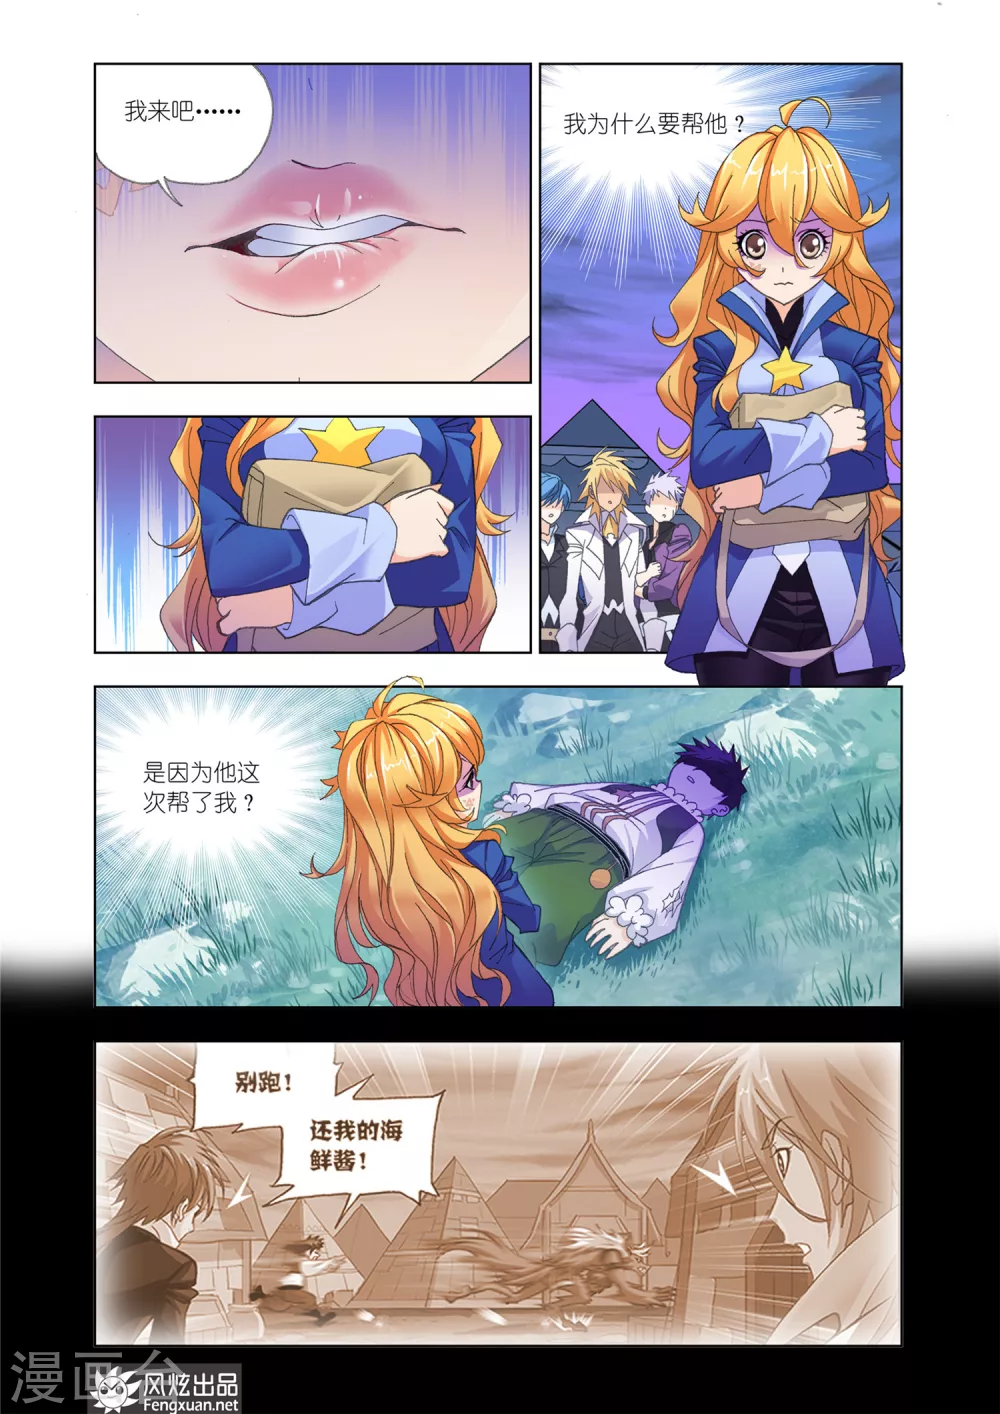 我来吧……
我为什么要帮他？
是因为他这
次帮了我？
别跑！
还我的海
鲜酱！
漫画台
风炫出品
Fengxuan.net